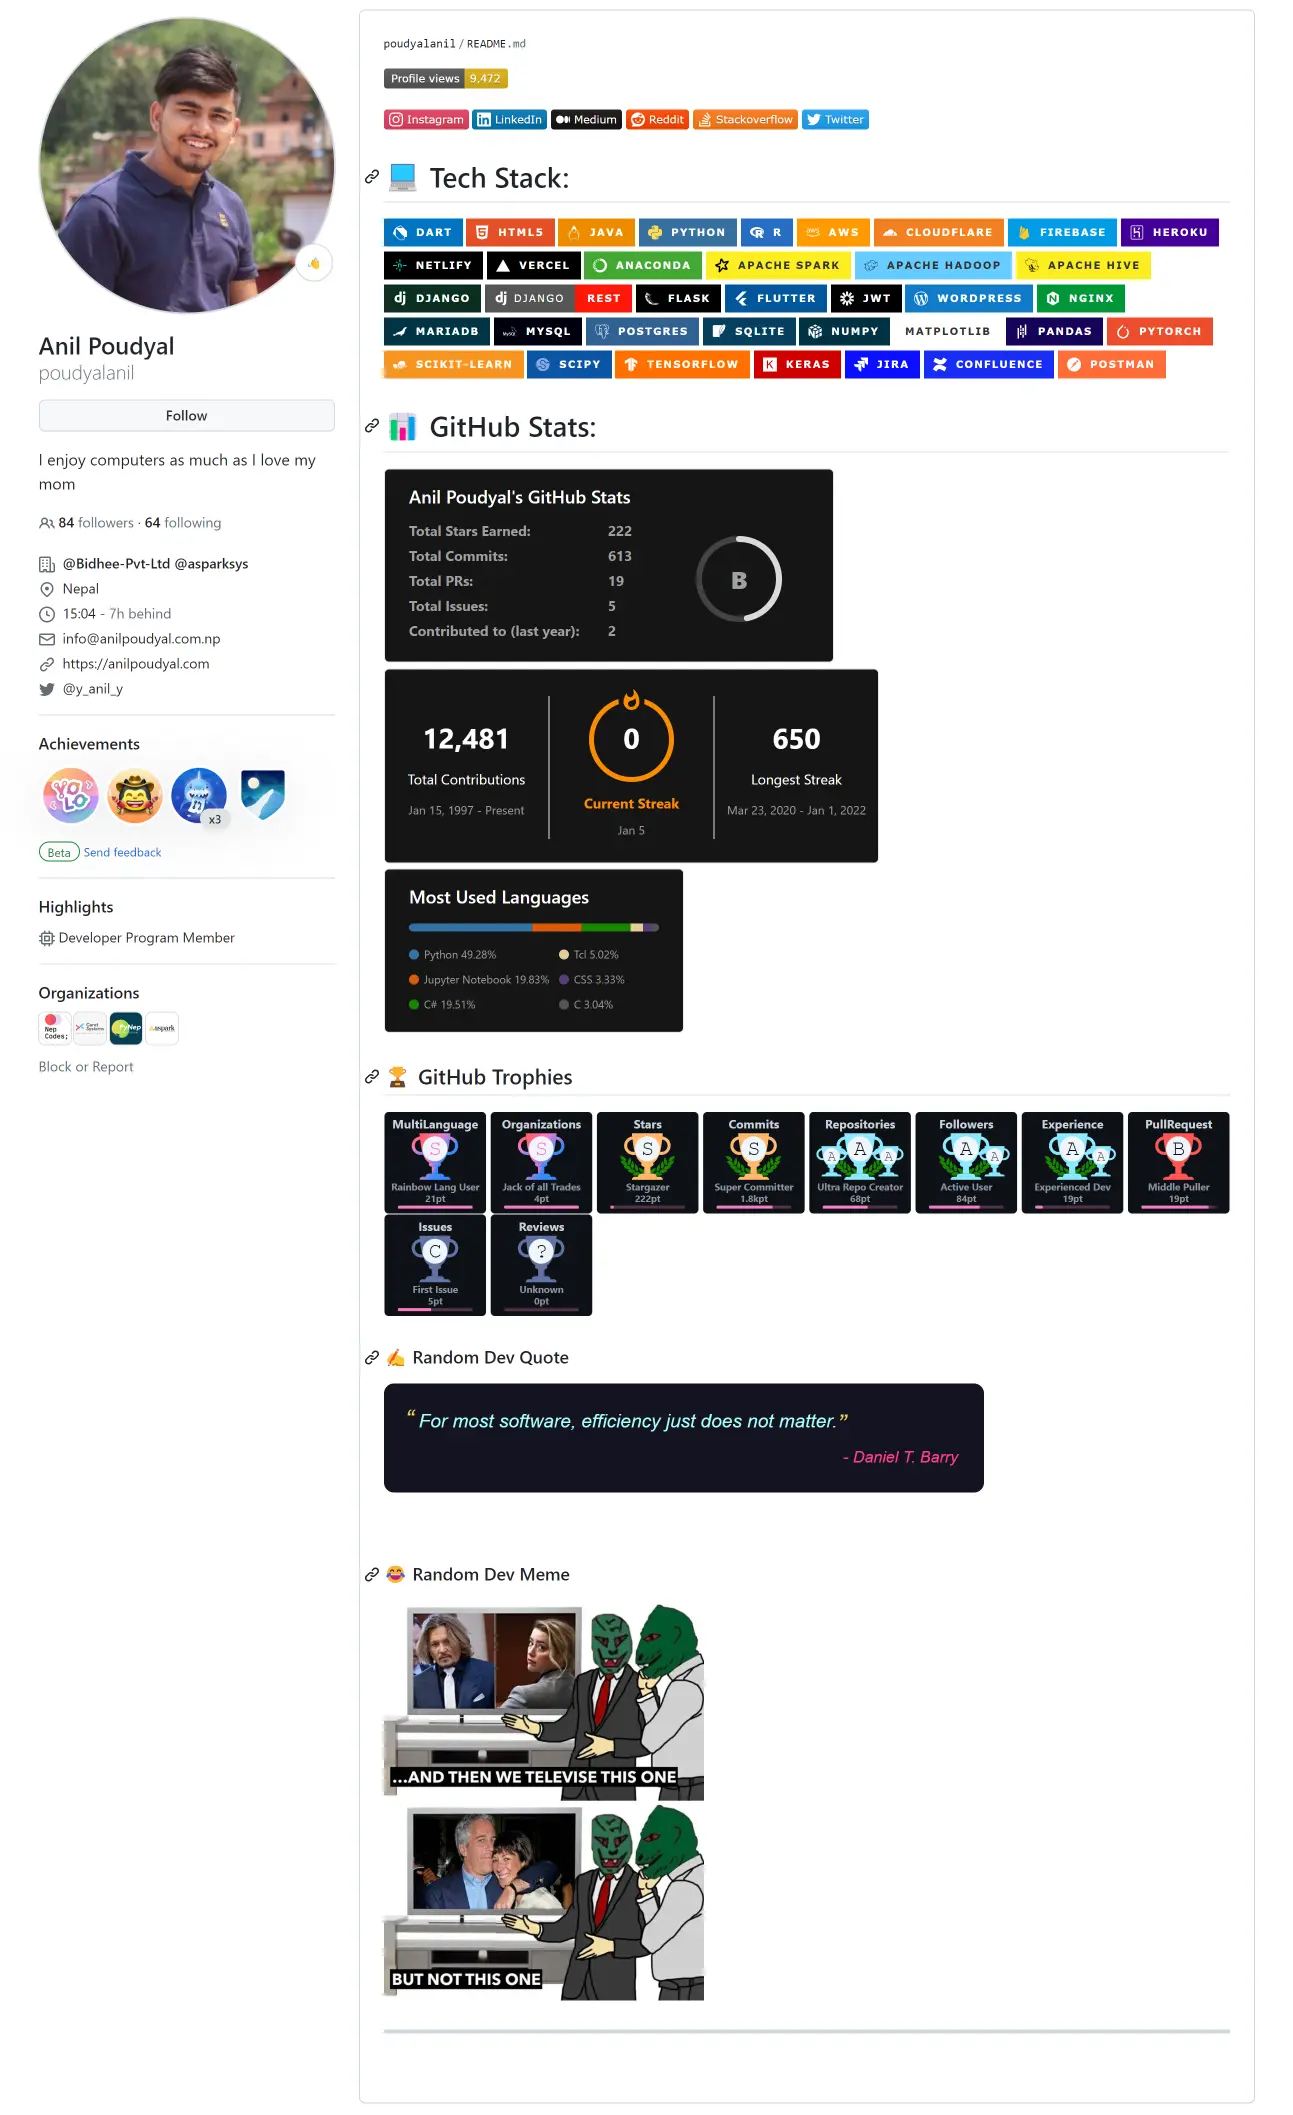 Anil Poudyal
poudyalanil
Follow
I enjoy computers as much as I love my
mom
84 followers · 64 following
@Bidhee-Pvt-Ltd @asparksys
Nepal
15:04 - 7h behind
info@anilpoudyal.com.np
https://anilpoudyal.com
@y_anil_y
Achievements
YOLO
x3
Beta Send feedback
Highlights
Developer Program Member
Organizations
Nep
Codes;
PyNep
Block or Report
poudyalanil / README.md
Profile views 9,472
Instagram LinkedIn Medium Reddit Stackoverflow Twitter
Tech Stack:
DART HTML5 JAVA PYTHON R AWS CLOUDFLARE FIREBASE HEROKU
NETLIFY VERCEL ANACONDA APACHE SPARK APACHE HADOOP APACHE HIVE
DJANGO DJANGO REST FLASK FLUTTER JWT WORDPRESS NGINX
MARIADB MYSQL POSTGRES SQLITE NUMPY MATPLOTLIB PANDAS PYTORCH
SCIKIT-LEARN SCIPY TENSORFLOW KERAS JIRA CONFLUENCE POSTMAN
GitHub Stats:
Anil Poudyal's GitHub Stats
Total Stars Earned: 222
Total Commits: 613
Total PRs: 19
Total Issues: 5
Contributed to (last year): 2
B
12,481 0 650
Total Contributions Current Streak Longest Streak
Jan 15, 1997 - Present Jan 5 Mar 23, 2020 - Jan 1, 2022
Most Used Languages
Python 49.28% Tcl 5.02%
Jupyter Notebook 19.83% CSS 3.33%
C# 19.51% C 3.04%
GitHub Trophies
MultiLanguage Organizations Stars Commits Repositories Followers Experience PullRequest
S S S S A A A A A A A B
Rainbow Lang User Jack of all Trades Stargazer Super Committer Ultra Repo Creator Active User Experienced Dev Middle Puller
21pt 4pt 222pt 1.8kpt 68pt 84pt 19pt 19pt
Issues Reviews
C ?
First Issue Unknown
5pt 0pt
Random Dev Quote
“ For most software, efficiency just does not matter.”
- Daniel T. Barry
Random Dev Meme
...AND THEN WE TELEVISE THIS ONE
BUT NOT THIS ONE